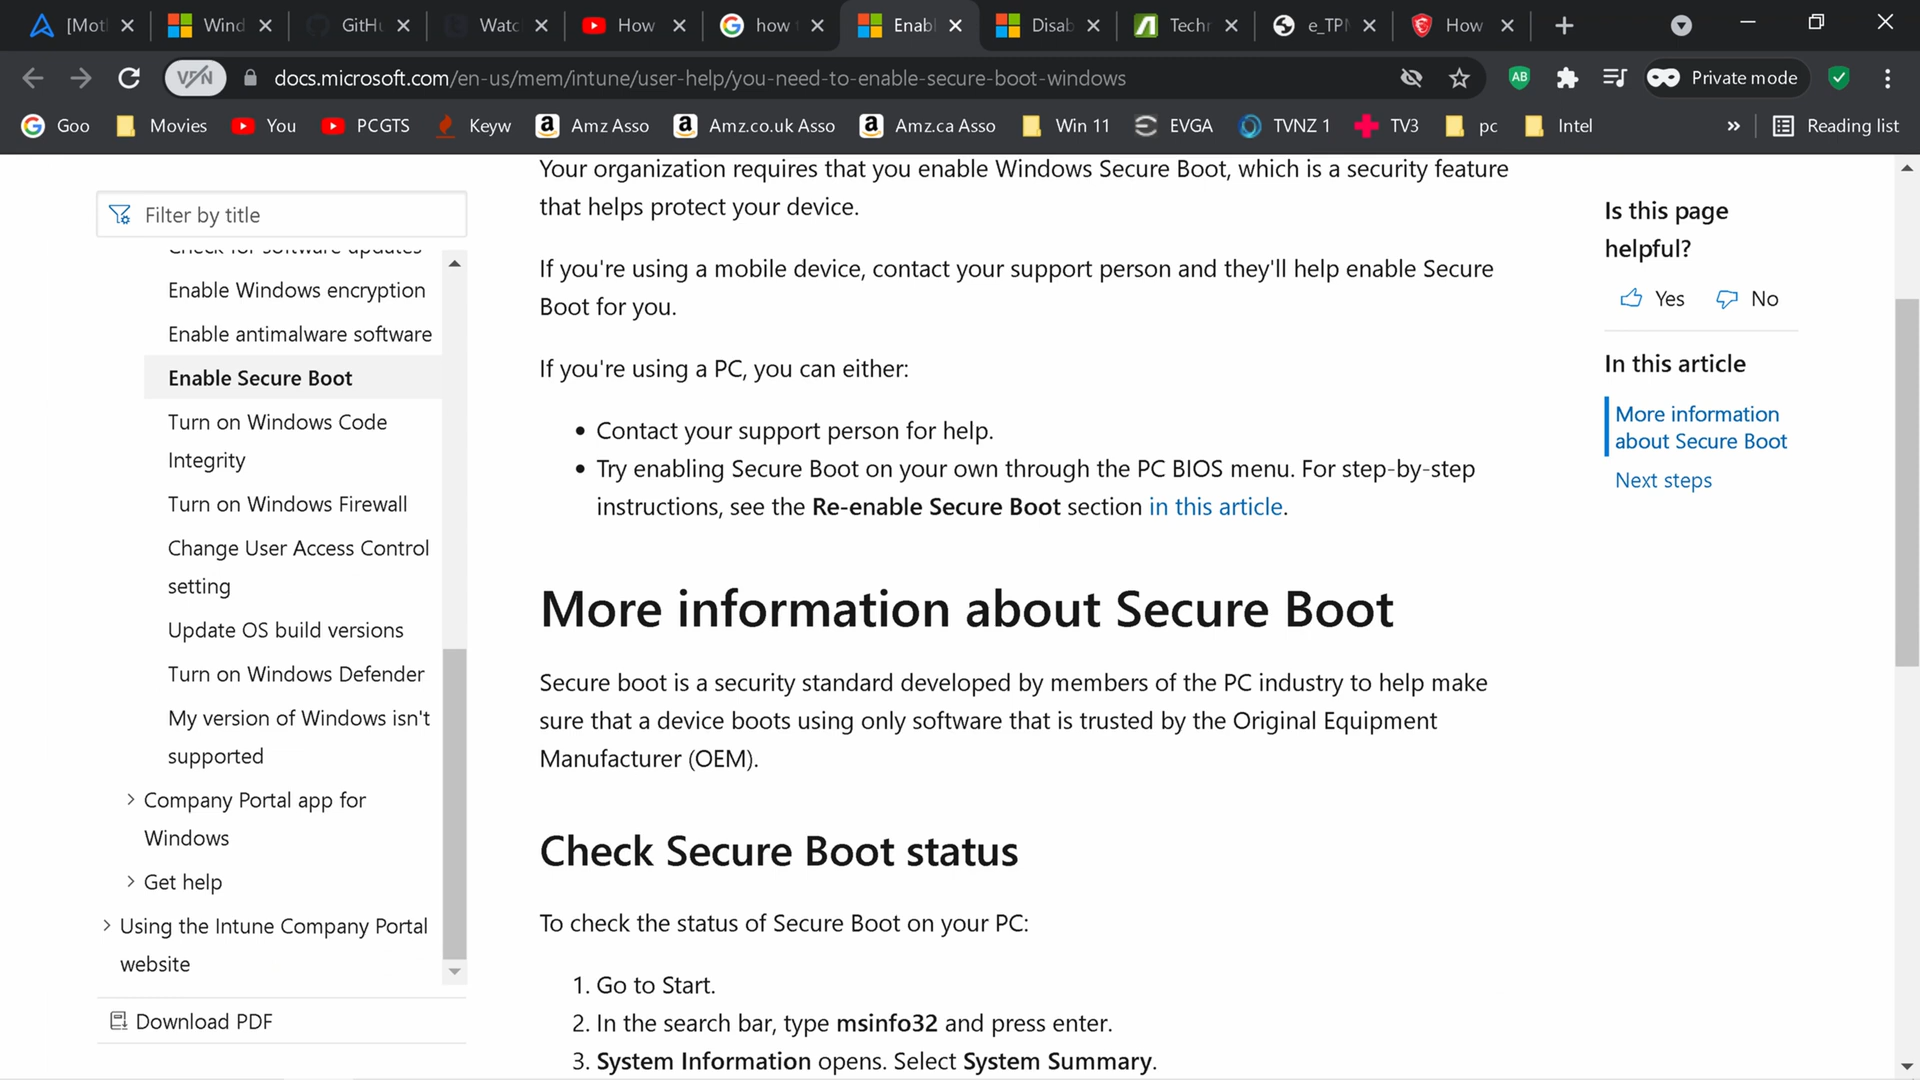 [Mot
Wind
GitHu
Watc
How
how
Enabl
Disab
Techr
e_TPM
How
VPN
docs.microsoft.com/en-us/mem/intune/user-help/you-need-to-enable-secure-boot-windows
AB
Private mode
Goo
Movies
You
PCGTS
Keyw
Amz Asso
Amz.co.uk Asso
Amz.ca Asso
Win 11
EVGA
TVNZ 1
TV3
pc
Intel
»
Reading list
Filter by title
Check for software updates
Enable Windows encryption
Enable antimalware software
Enable Secure Boot
Turn on Windows Code
Integrity
Turn on Windows Firewall
Change User Access Control
setting
Update OS build versions
Turn on Windows Defender
My version of Windows isn't
supported
Company Portal app for
Windows
Get help
Using the Intune Company Portal
website
Download PDF
Your organization requires that you enable Windows Secure Boot, which is a security feature
that helps protect your device.
If you're using a mobile device, contact your support person and they'll help enable Secure
Boot for you.
If you're using a PC, you can either:
• Contact your support person for help.
• Try enabling Secure Boot on your own through the PC BIOS menu. For step-by-step
instructions, see the Re-enable Secure Boot section in this article.
More information about Secure Boot
Secure boot is a security standard developed by members of the PC industry to help make
sure that a device boots using only software that is trusted by the Original Equipment
Manufacturer (OEM).
Check Secure Boot status
To check the status of Secure Boot on your PC:
1. Go to Start.
2. In the search bar, type msinfo32 and press enter.
3. System Information opens. Select System Summary.
Is this page
helpful?
Yes
No
In this article
More information
about Secure Boot
Next steps